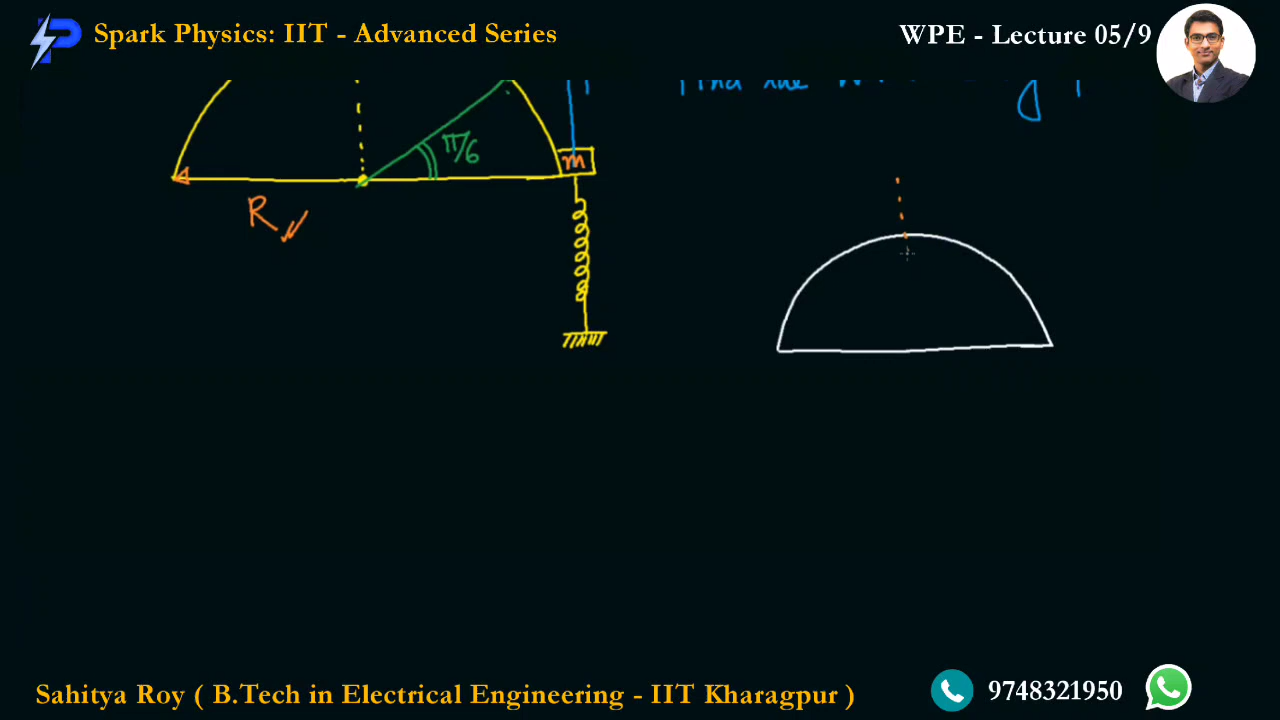 Spark Physics: IIT - Advanced Series
WPE - Lecture 05/9
π/6
m
R
Sahitya Roy ( B.Tech in Electrical Engineering - IIT Kharagpur )
9748321950